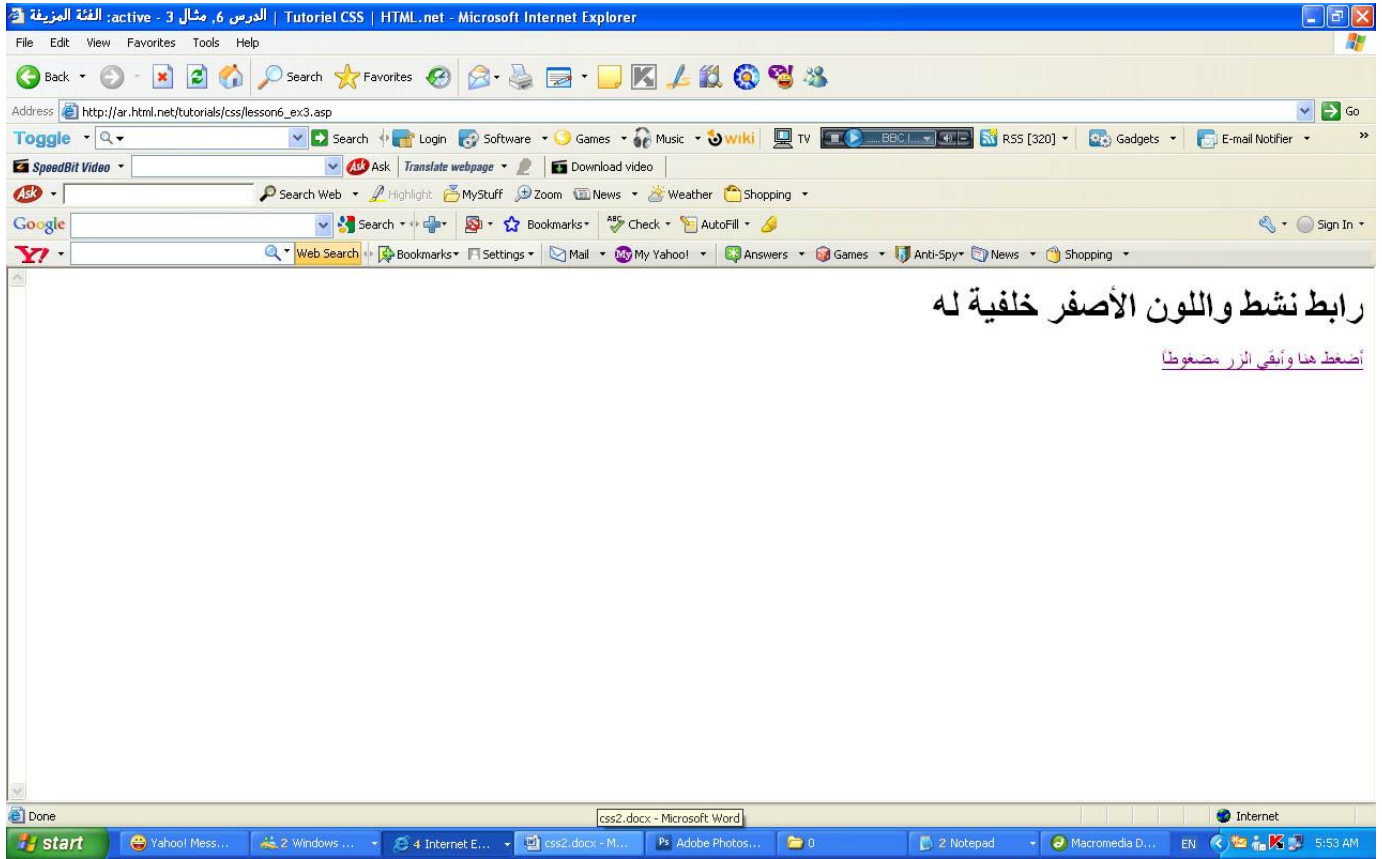 الدرس 6, مثال 3 - active: الفئة المزيفة | Tutoriel CSS | HTML.net - Microsoft Internet Explorer
File Edit View Favorites Tools Help
Back Search Favorites
Address http://ar.html.net/tutorials/css/lesson6_ex3.asp Go
Toggle Search Login Software Games Music wiki TV BBC RSS [320] Gadgets E-mail Notifier »
SpeedBit Video Ask Translate webpage Download video
Ask Search Web Highlight MyStuff Zoom News Weather Shopping
Google Search Bookmarks ABC Check AutoFill Sign In
Y! Web Search Bookmarks Settings Mail My My Yahoo! Answers Games Anti-Spy News Shopping
رابط نشط واللون الأصفر خلفية له
أضغط هنا وأبقي الزر مضغوطاً
Done css2.docx - Microsoft Word Internet
start Yahoo! Mess... 2 Windows ... 4 Internet E... css2.docx - M... Ps Adobe Photos... 0 2 Notepad Macromedia D... EN 5:53 AM